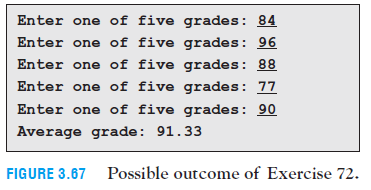 Enter one of five grades: 84
Enter one of five grades: 96
Enter one of five grades: 88
Enter one of five grades: 77
Enter one of five grades: 90
Average grade: 91.33
FIGURE 3.67 Possible outcome of Exercise 72.